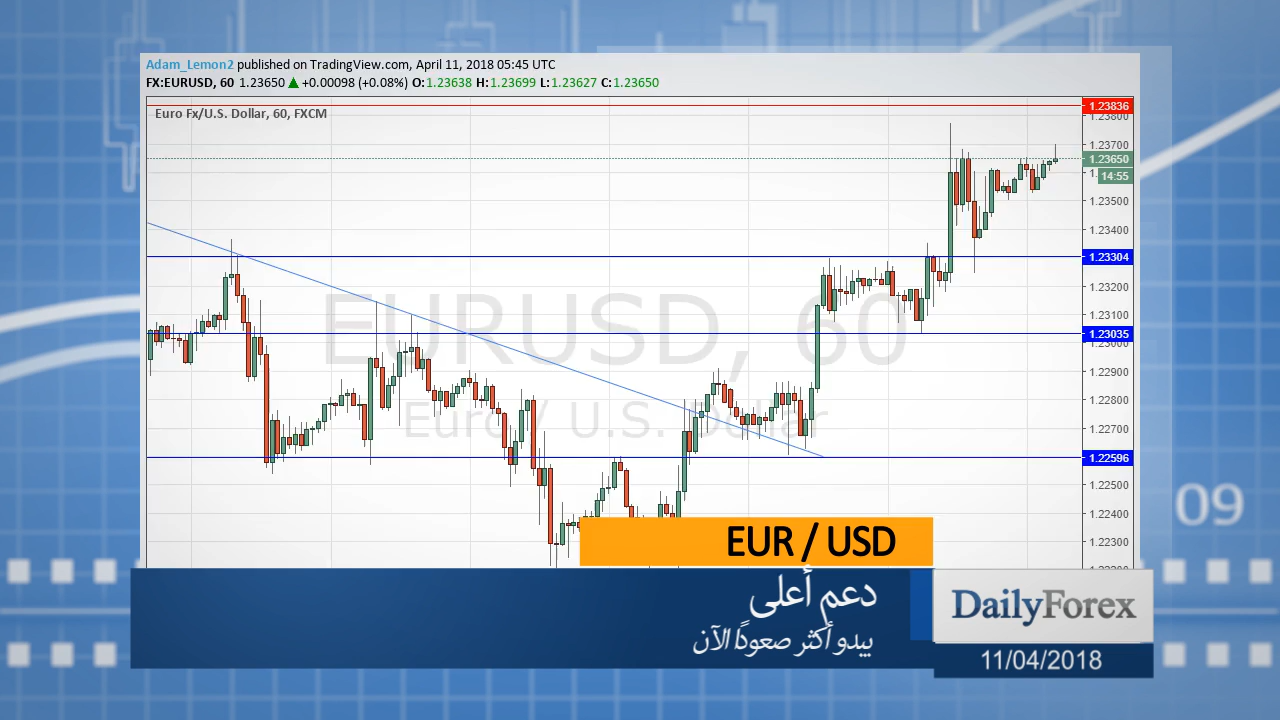 Adam_Lemon2 published on TradingView.com, April 11, 2018 05:45 UTC
FX:EURUSD, 60 1.23650 ▲ +0.00098 (+0.08%) O:1.23638 H:1.23699 L:1.23627 C:1.23650
Euro Fx/U.S. Dollar, 60, FXCM
1.23836
1.23800
1.23700
1.23650
14:55
1.23500
1.23400
1.23304
1.23200
1.23100
1.23035
1.23000
1.22900
1.22800
1.22700
1.22596
1.22500
1.22400
1.22300
EURUSD, 60
Euro / U.S. Dollar
09
EUR / USD
دعم أعلى
يبدو أكثر صعودًا الآن
DailyForex
11/04/2018